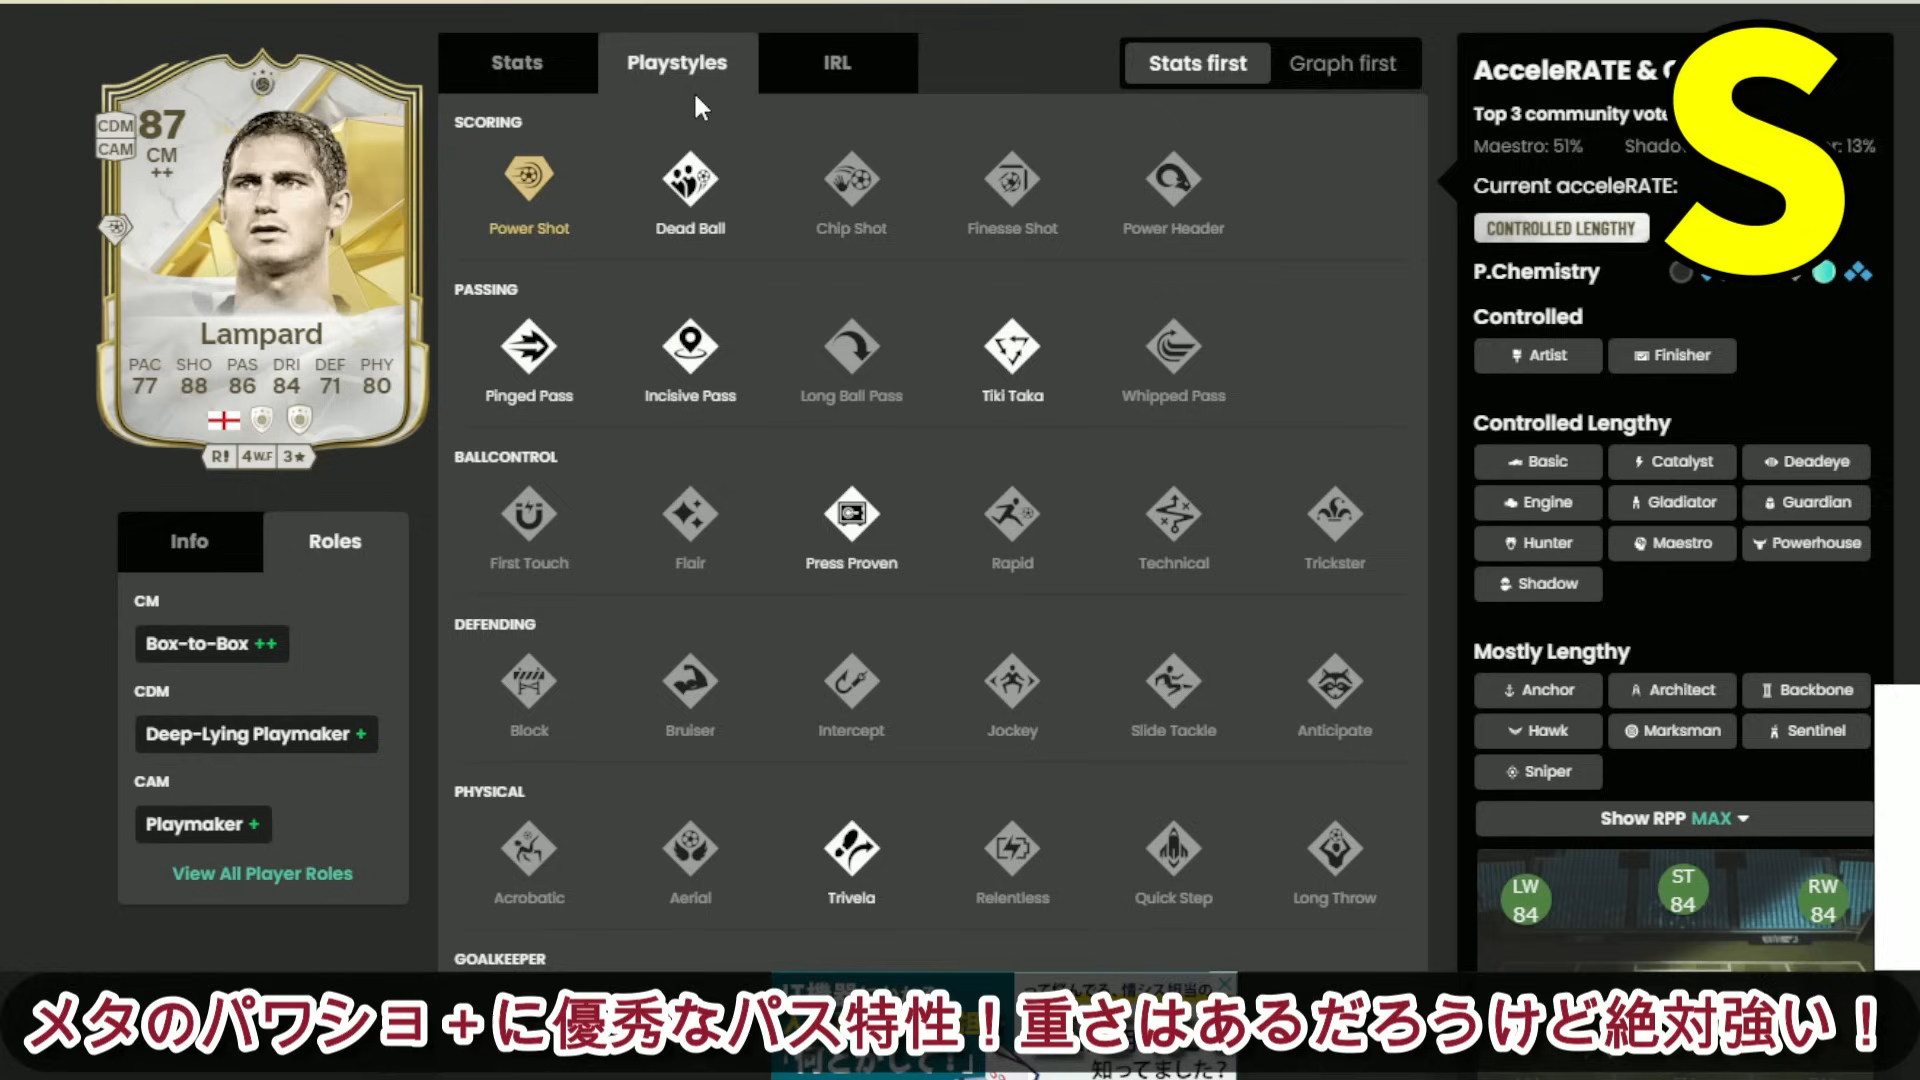 Stats
Playstyles
IRL
Stats first
Graph first
CDM
CAM
87
CM
++
Lampard
PAC SHO PAS DRI DEF PHY
77 88 86 84 71 80
R 4 W.F 3★
Info
Roles
CM
Box-to-Box ++
CDM
Deep-Lying Playmaker +
CAM
Playmaker +
View All Player Roles
SCORING
Power Shot
Dead Ball
Chip Shot
Finesse Shot
Power Header
PASSING
Pinged Pass
Incisive Pass
Long Ball Pass
Tiki Taka
Whipped Pass
BALLCONTROL
First Touch
Flair
Press Proven
Rapid
Technical
Trickster
DEFENDING
Block
Bruiser
Intercept
Jockey
Slide Tackle
Anticipate
PHYSICAL
Acrobatic
Aerial
Trivela
Relentless
Quick Step
Long Throw
GOALKEEPER
AcceleRATE &
S
Top 3 community
Maestro: 51%
13%
Current acceleRATE:
CONTROLLED LENGTHY
P.Chemistry
Controlled
Artist
Finisher
Controlled Lengthy
Basic
Catalyst
Deadeye
Engine
Gladiator
Guardian
Hunter
Maestro
Powerhouse
Shadow
Mostly Lengthy
Anchor
Architect
Backbone
Hawk
Marksman
Sentinel
Sniper
Show RPP MAX
LW
84
ST
84
RW
84
メタのパワショ+に優秀なパス特性！重さはあるだろうけど絶対強い！
知ってました?